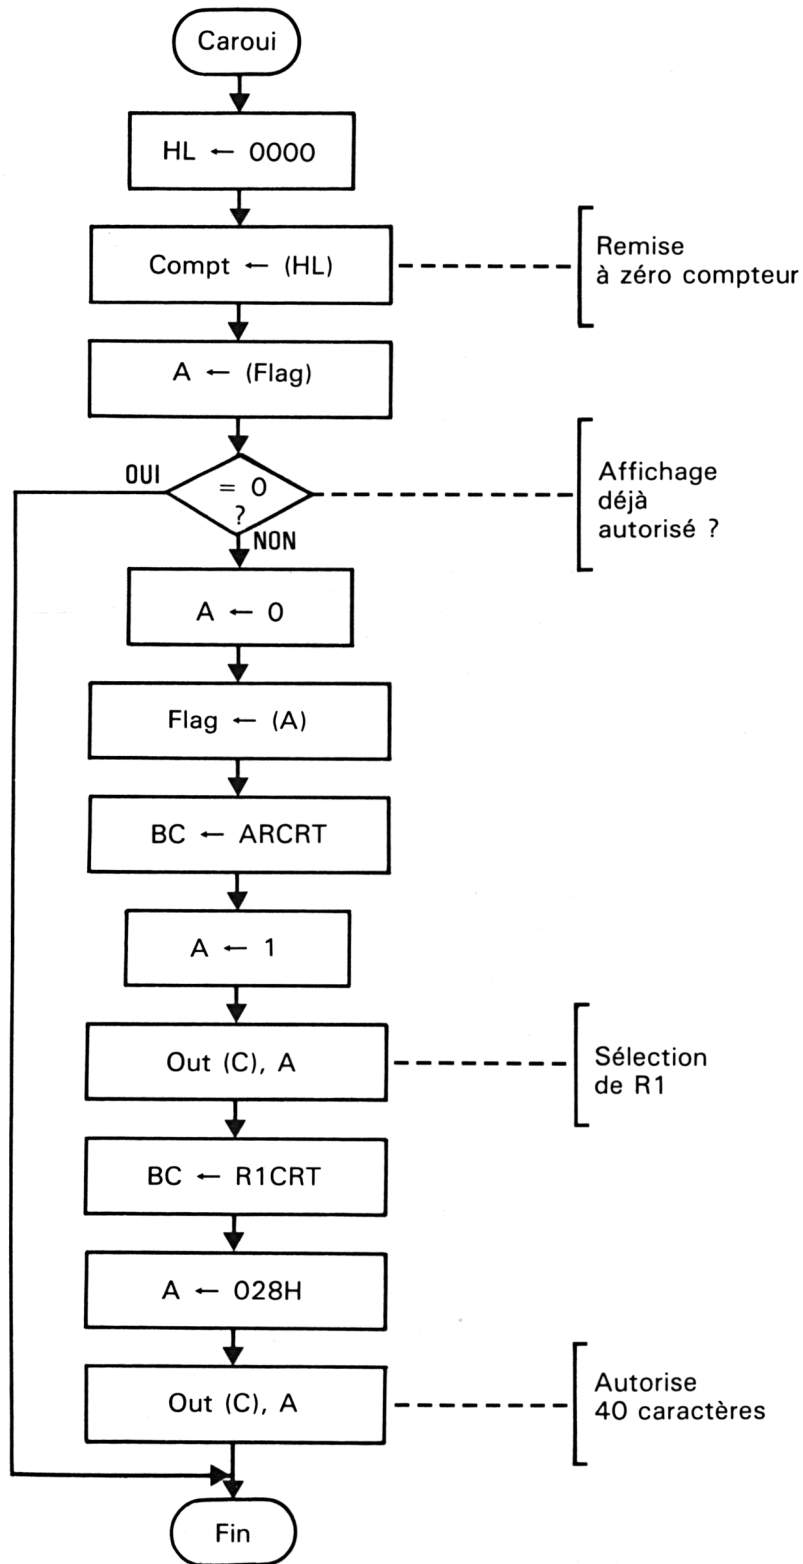 Caroui
HL ← 0000
Compt ← (HL)
Remise
à zéro compteur
A ← (Flag)
OUI
= 0
?
NON
Affichage
déjà
autorisé ?
A ← 0
Flag ← (A)
BC ← ARCRT
A ← 1
Out (C), A
Sélection
de R1
BC ← R1CRT
A ← 028H
Out (C), A
Autorise
40 caractères
Fin